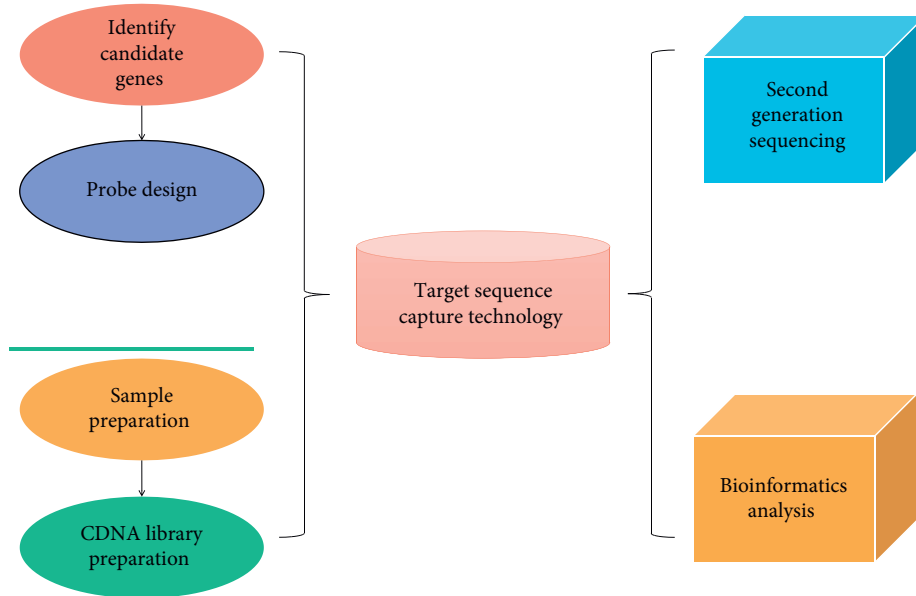 Identify
candidate
genes
Probe design
Sample
preparation
CDNA library
preparation
Target sequence
capture technology
Second
generation
sequencing
Bioinformatics
analysis